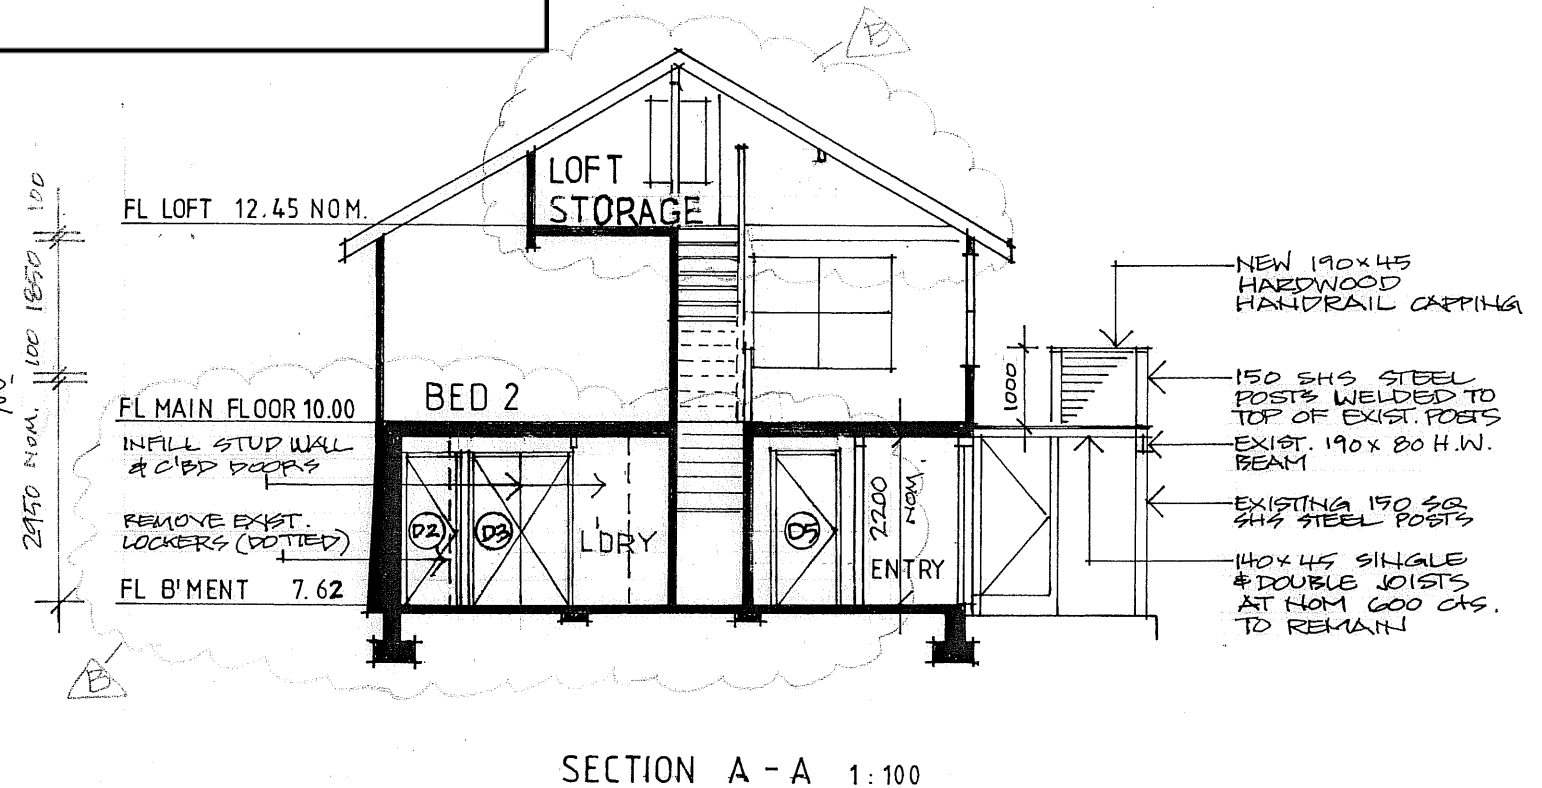 B
LOFT
STORAGE
FL LOFT 12.45 NOM.
100
1850
100
2950 NOM.
NEW 190x45
HARDWOOD
HANDRAIL CAPPING
1000
150 SHS STEEL
POSTS WELDED TO
TOP OF EXIST. POSTS
BED 2
FL MAIN FLOOR 10.00
INFILL STUD WALL
& C'BD DOORS
EXIST. 190 x 80 H.W.
BEAM
REMOVE EXIST.
LOCKERS (DOTTED)
D2
D3
L'DRY
D5
2200
NOM.
ENTRY
EXISTING 150 SQ
SHS STEEL POSTS
FL B'MENT 7.62
140x45 SINGLE
& DOUBLE JOISTS
AT NOM 600 CTS.
TO REMAIN
B
SECTION A - A 1:100